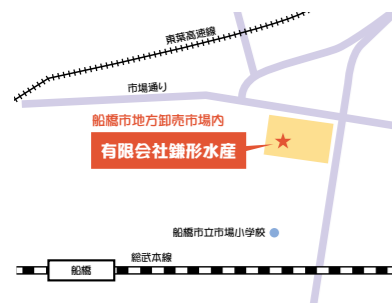 東葉高速線
市場通り
船橋市地方卸売市場内
有限会社鎌形水産
船橋市立市場小学校
総武本線
船橋